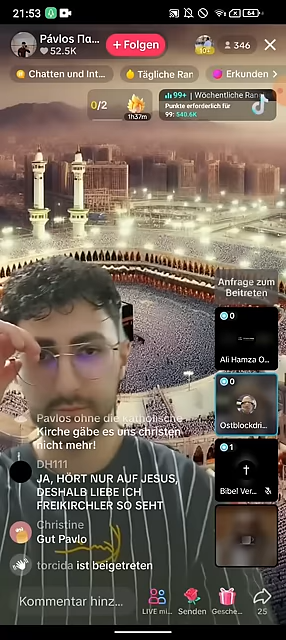 21:53
64
Pávlos Πα...
52.5K
+ Folgen
10+
346
Chatten und Int...
Tägliche Ran
Erkunden
0/2
1h37m
99+ | Wöchentliche Ran
Punkte erforderlich für
99: 540.6K
Anfrage zum
Beitreten
0
Ali Hamza O...
0
Ostblockdri...
1
Bibel Ver...
Pavlos ohne die katholische
Kirche gäbe es uns christen
nicht mehr!
DH111
JA, HÖRT NUR AUF JESUS,
DESHALB LIEBE ICH
FREIKIRCHLER SO SEHT
Christine
Gut Pavlo
torcida ist beigetreten
Kommentar hinz...
LIVE mi...
Senden
Gesche...
25